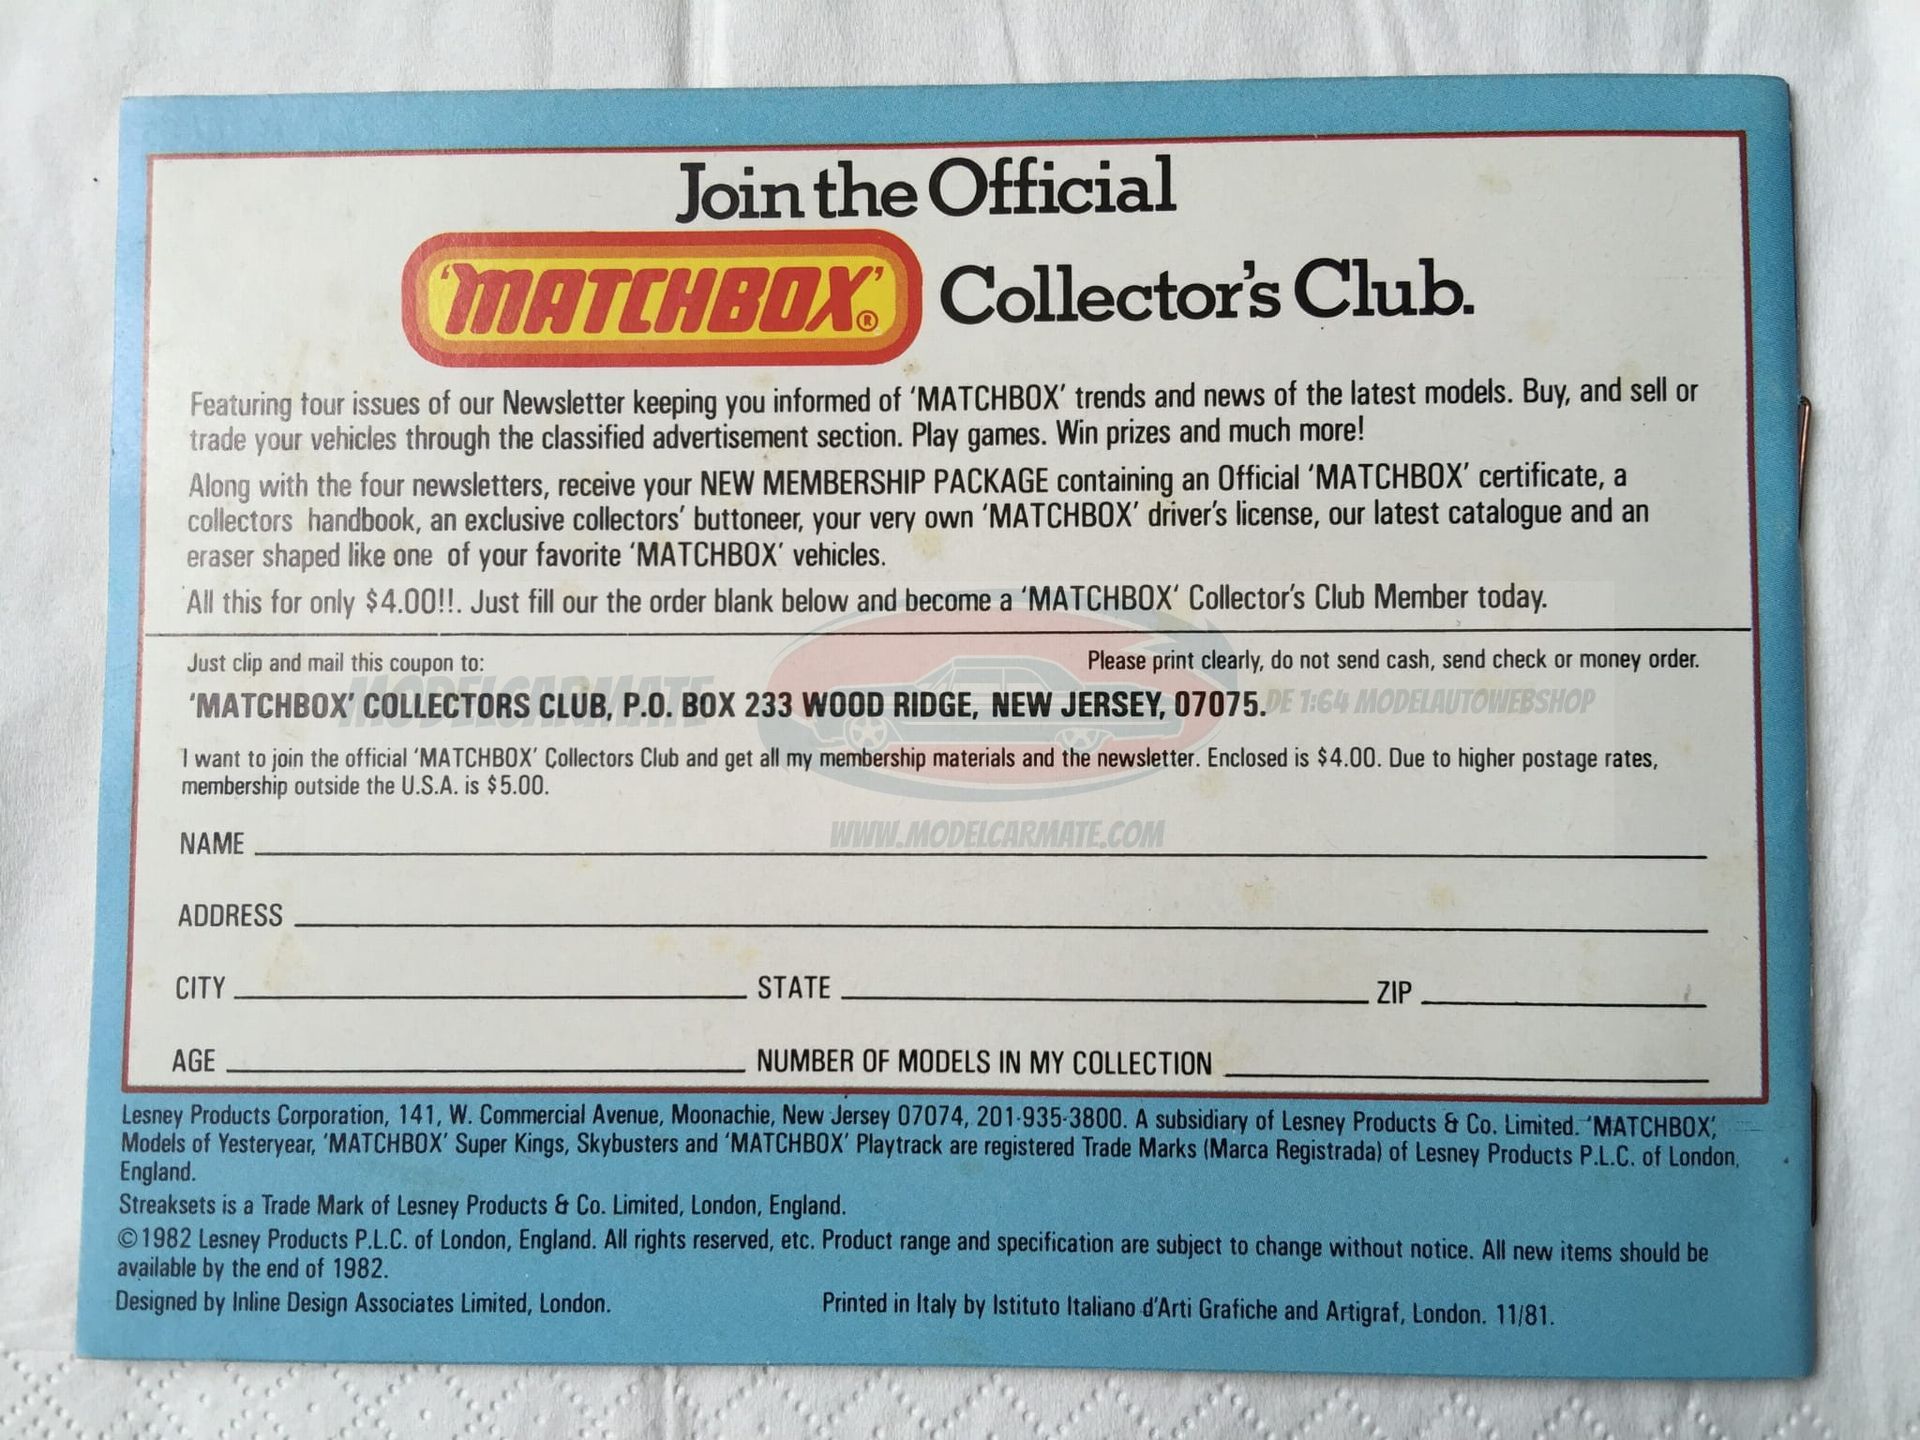 Join the Official
'MATCHBOX'® Collector's Club.
Featuring four issues of our Newsletter keeping you informed of 'MATCHBOX' trends and news of the latest models. Buy, and sell or
trade your vehicles through the classified advertisement section. Play games. Win prizes and much more!
Along with the four newsletters, receive your NEW MEMBERSHIP PACKAGE containing an Official 'MATCHBOX' certificate, a
collectors handbook, an exclusive collectors' buttoneer, your very own 'MATCHBOX' driver's license, our latest catalogue and an
eraser shaped like one of your favorite 'MATCHBOX' vehicles.
All this for only $4.00!!. Just fill our the order blank below and become a 'MATCHBOX' Collector's Club Member today.
Just clip and mail this coupon to: Please print clearly, do not send cash, send check or money order.
MODELCARMATE DE 1:64 MODELAUTOWEBSHOP
'MATCHBOX' COLLECTORS CLUB, P.O. BOX 233 WOOD RIDGE, NEW JERSEY, 07075.
I want to join the official 'MATCHBOX' Collectors Club and get all my membership materials and the newsletter. Enclosed is $4.00. Due to higher postage rates,
membership outside the U.S.A. is $5.00.
WWW.MODELCARMATE.COM
NAME
ADDRESS
CITY STATE ZIP
AGE NUMBER OF MODELS IN MY COLLECTION
Lesney Products Corporation, 141, W. Commercial Avenue, Moonachie, New Jersey 07074, 201-935-3800. A subsidiary of Lesney Products & Co. Limited. 'MATCHBOX',
Models of Yesteryear, 'MATCHBOX' Super Kings, Skybusters and 'MATCHBOX' Playtrack are registered Trade Marks (Marca Registrada) of Lesney Products P.L.C. of London,
England.
Streaksets is a Trade Mark of Lesney Products & Co. Limited, London, England.
©1982 Lesney Products P.L.C. of London, England. All rights reserved, etc. Product range and specification are subject to change without notice. All new items should be
available by the end of 1982.
Designed by Inline Design Associates Limited, London. Printed in Italy by Istituto Italiano d'Arti Grafiche and Artigraf, London. 11/81.